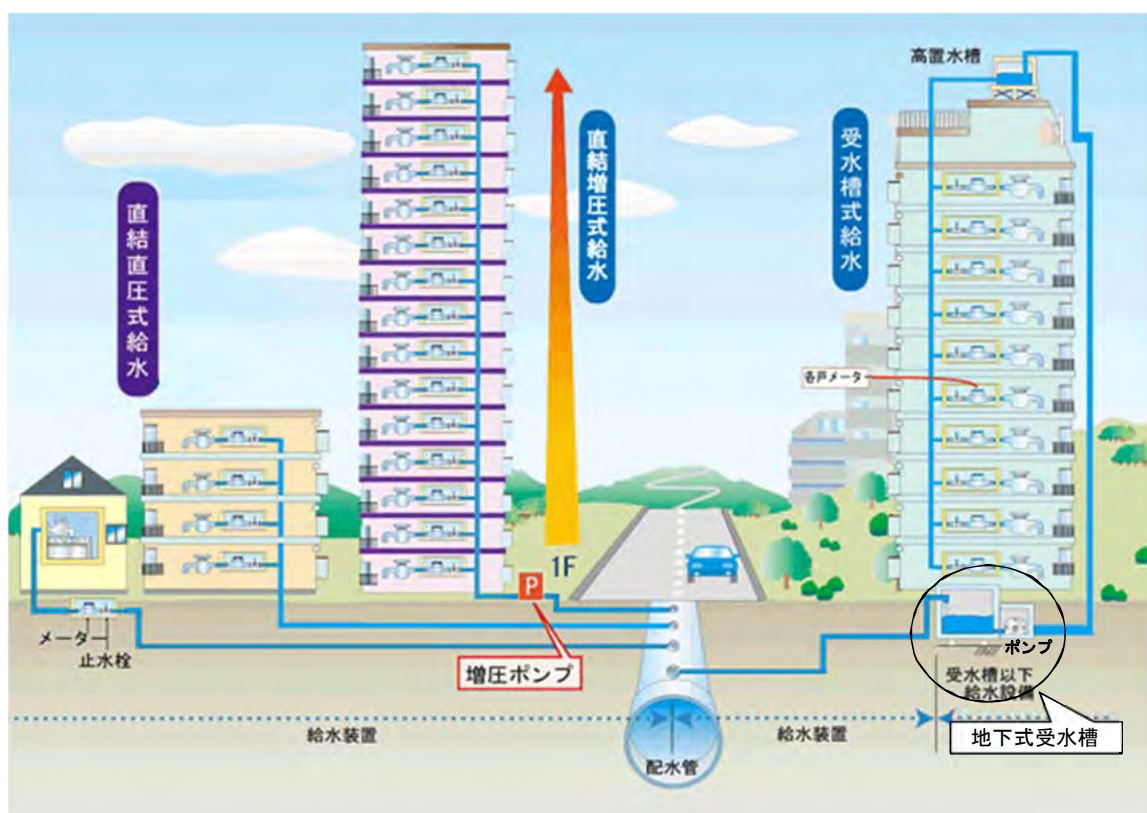 高置水槽
直結増圧式給水
受水槽式給水
直結直圧式給水
各戸メータ
1F
P
メーター
止水栓
増圧ポンプ
ポンプ
受水槽以下
給水設備
地下式受水槽
給水装置
給水装置
配水管